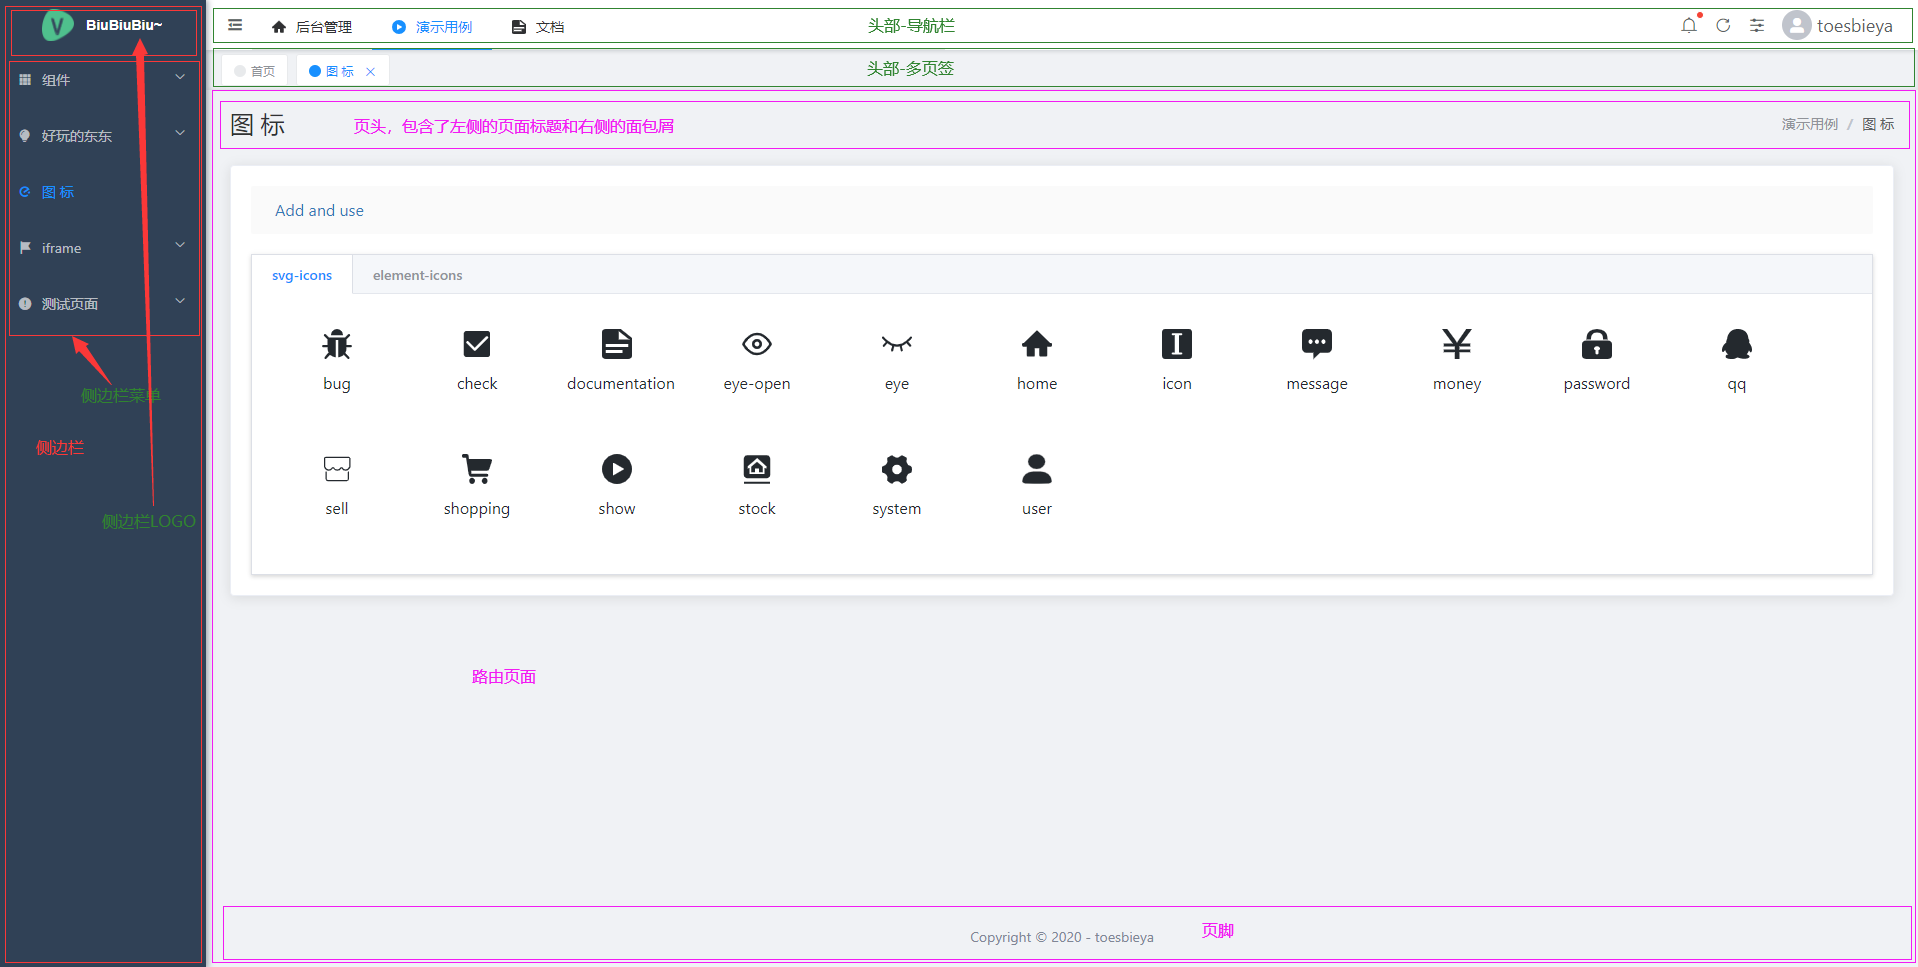 BiuBiuBiu~
组件
好玩的东东
图 标
iframe
测试页面
侧边栏菜单
侧边栏
侧边栏LOGO
后台管理
演示用例
文档
头部-导航栏
toesbieya
首页
图 标
头部-多页签
图 标
页头，包含了左侧的页面标题和右侧的面包屑
演示用例 / 图 标
Add and use
svg-icons
element-icons
bug
check
documentation
eye-open
eye
home
icon
message
money
password
qq
sell
shopping
show
stock
system
user
路由页面
Copyright © 2020 - toesbieya
页脚